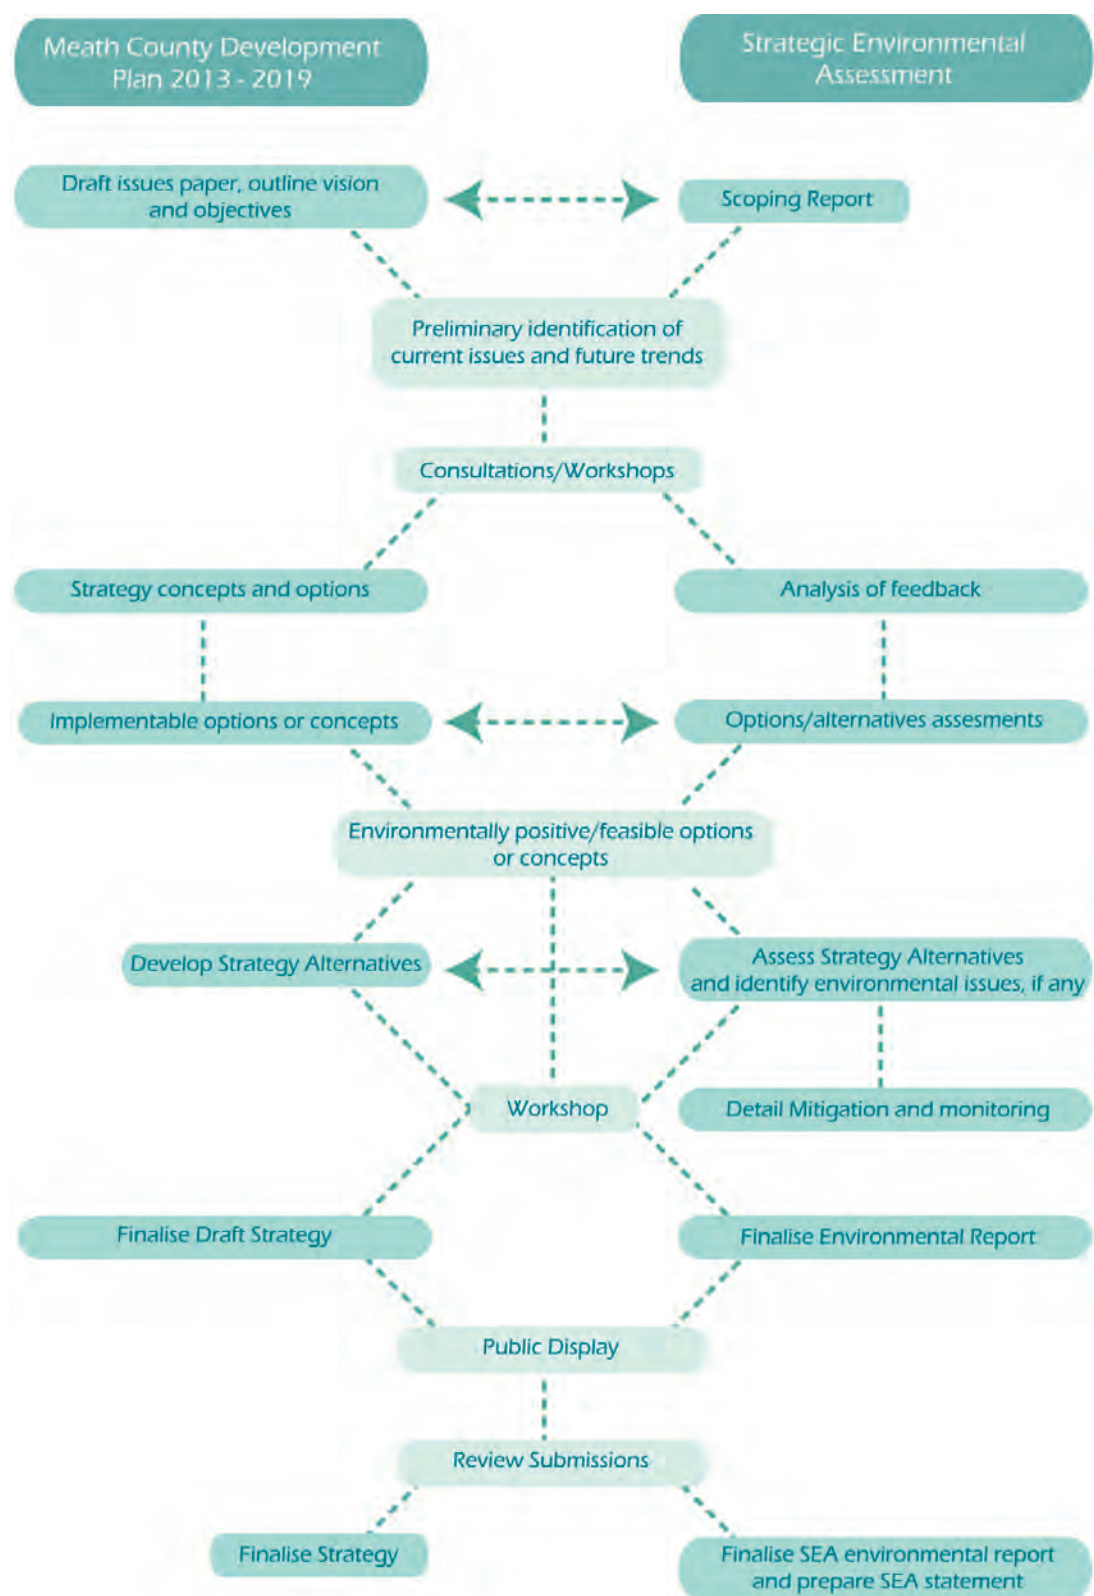 Meath County Development
Plan 2013 - 2019
Strategic Environmental
Assessment
Draft issues paper, outline vision
and objectives
Scoping Report
Preliminary identification of
current issues and future trends
Consultations/Workshops
Strategy concepts and options
Analysis of feedback
Implementable options or concepts
Options/alternatives assesments
Environmentally positive/feasible options
or concepts
Develop Strategy Alternatives
Assess Strategy Alternatives
and identify environmental issues, if any
Workshop
Detail Mitigation and monitoring
Finalise Draft Strategy
Finalise Environmental Report
Public Display
Review Submissions
Finalise Strategy
Finalise SEA environmental report
and prepare SEA statement